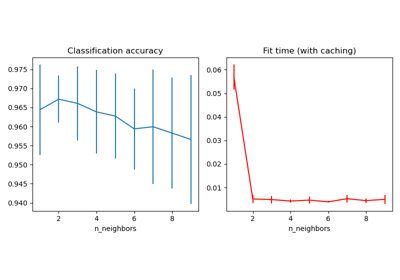 Classification accuracy
0.975
0.970
0.965
0.960
0.955
0.950
0.945
0.940
2 4 6 8
n_neighbors
Fit time (with caching)
0.06
0.05
0.04
0.03
0.02
0.01
2 4 6 8
n_neighbors